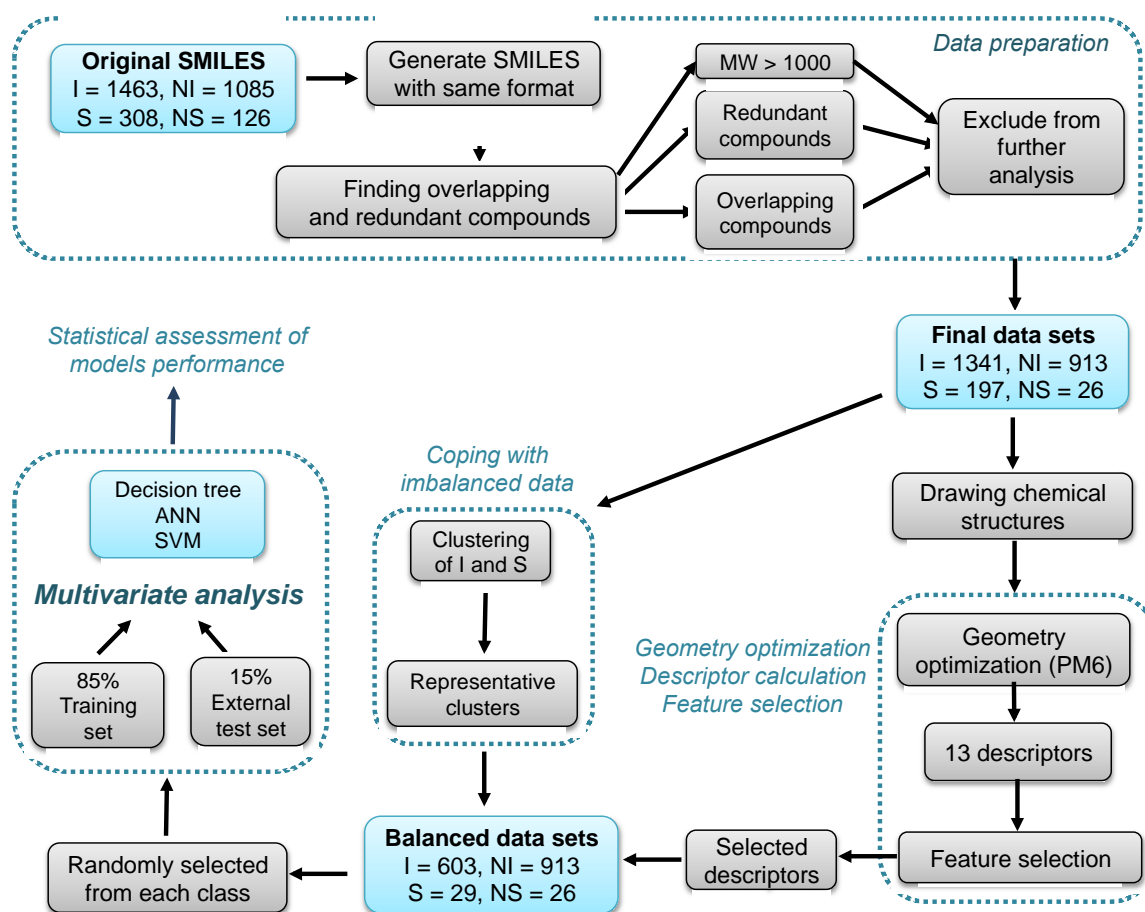 Data preparation
Original SMILES
I = 1463, NI = 1085
S = 308, NS = 126
Generate SMILES
with same format
MW > 1000
Redundant
compounds
Exclude from
further
analysis
Finding overlapping
and redundant compounds
Overlapping
compounds
Statistical assessment of
models performance
Final data sets
I = 1341, NI = 913
S = 197, NS = 26
Decision tree
ANN
SVM
Multivariate analysis
85%
Training
set
15%
External
test set
Coping with
imbalanced data
Clustering
of I and S
Representative
clusters
Drawing chemical
structures
Geometry optimization
Descriptor calculation
Feature selection
Geometry
optimization (PM6)
13 descriptors
Feature selection
Selected
descriptors
Balanced data sets
I = 603, NI = 913
S = 29, NS = 26
Randomly selected
from each class